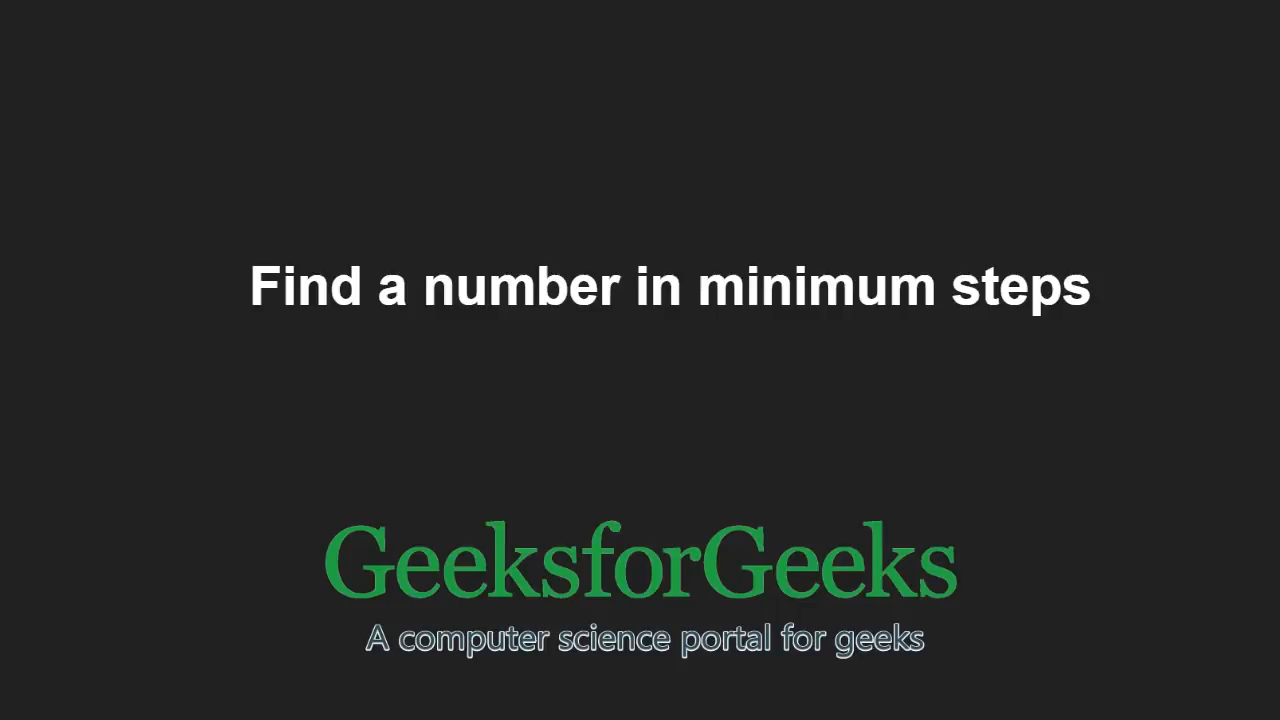 Find a number in minimum steps
GeeksforGeeks
A computer science portal for geeks